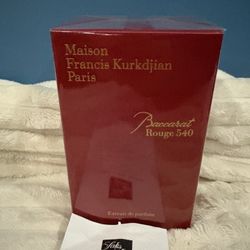 Maison
Francis Kurkdjian
Paris
Baccarat
Rouge 540
Extrait de parfum
Saks